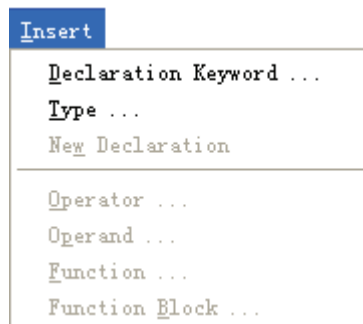 Insert
Declaration Keyword ...
Type ...
New Declaration
Operator ...
Operand ...
Function ...
Function Block ...